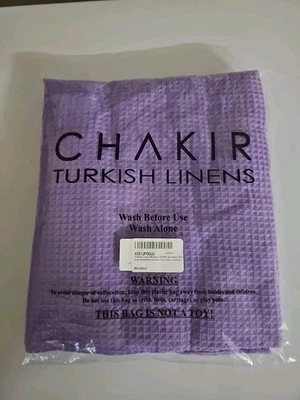 CHAKIR
TURKISH LINENS
Wash Before Use
Wash Alone
WARNING
To avoid danger of suffocation, keep this plastic bag away from babies and children.
Do not use this bag in cribs, beds, carriages or play pens.
THIS BAG IS NOT A TOY!